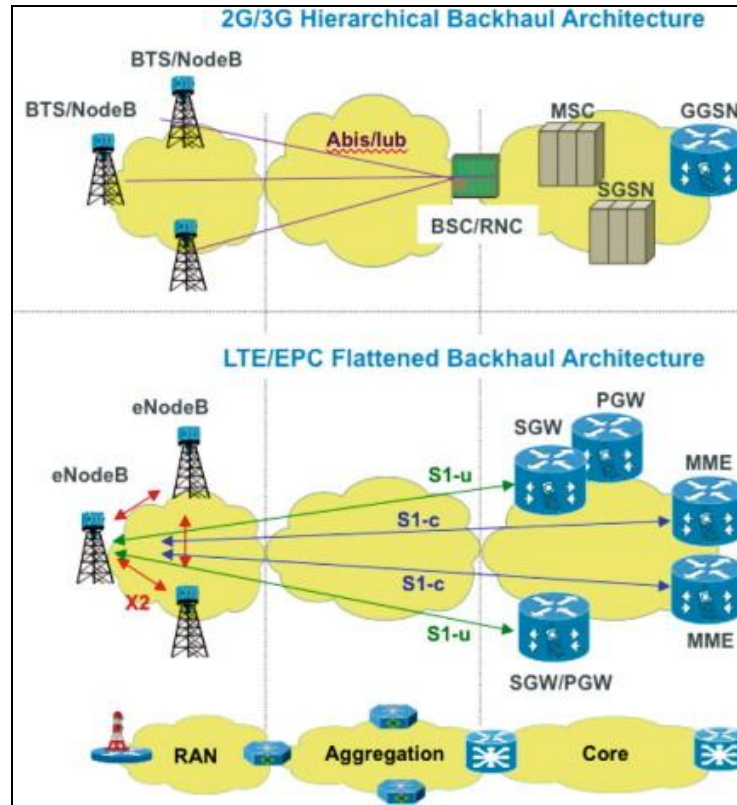 2G/3G Hierarchical Backhaul Architecture
BTS/NodeB
BTS/NodeB
MSC
GGSN
Abis/Iub
SGSN
BSC/RNC
LTE/EPC Flattened Backhaul Architecture
eNodeB
PGW
SGW
eNodeB
MME
S1-u
S1-c
S1-c
X2
S1-u
MME
SGW/PGW
RAN
Aggregation
Core